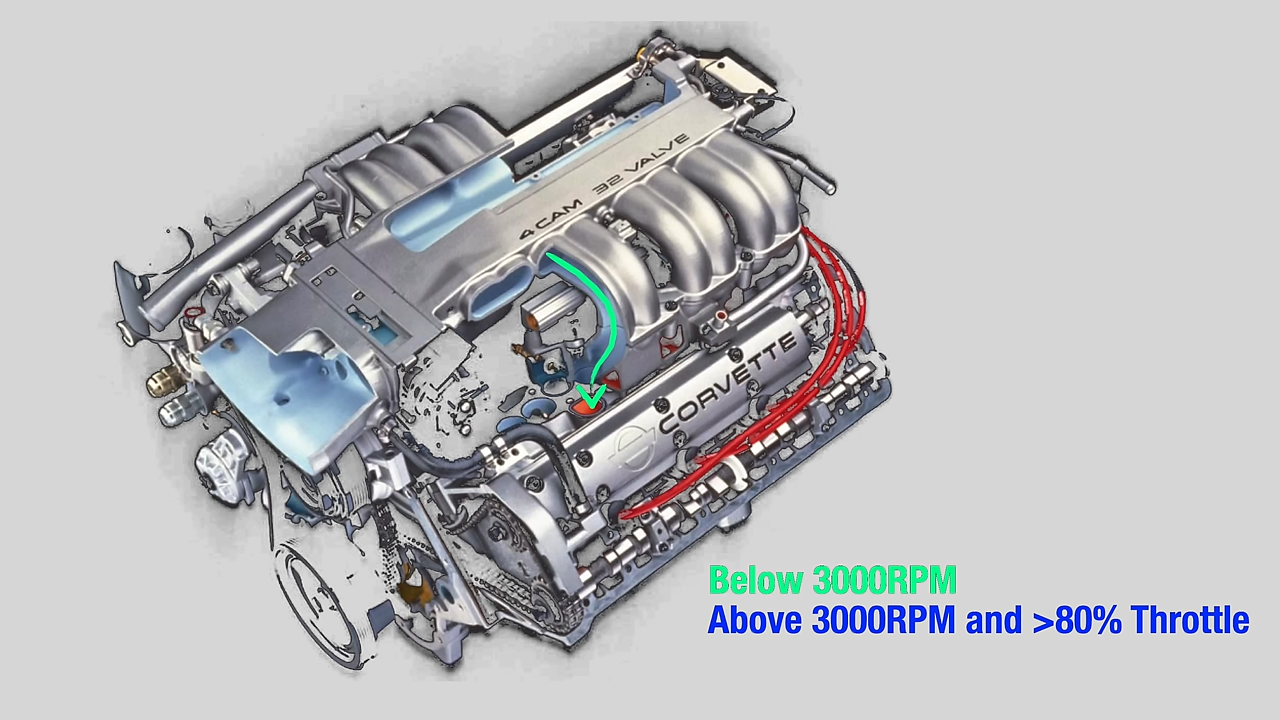 4 CAM 32 VALVE
CORVETTE
Below 3000RPM
Above 3000RPM and >80% Throttle